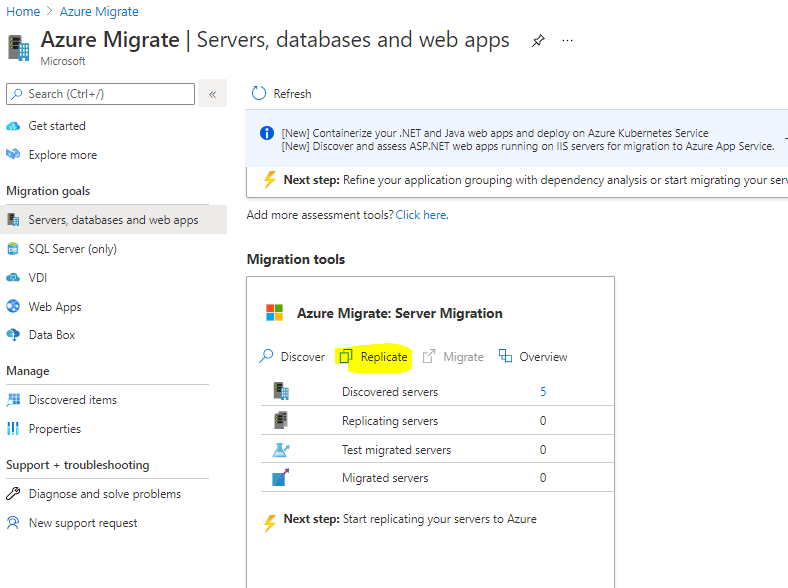 Home > Azure Migrate
Azure Migrate | Servers, databases and web apps ...
Microsoft
Search (Ctrl+/)
«
Get started
Explore more
Migration goals
Servers, databases and web apps
SQL Server (only)
VDI
Web Apps
Data Box
Manage
Discovered items
Properties
Support + troubleshooting
Diagnose and solve problems
New support request
Refresh
[New] Containerize your .NET and Java web apps and deploy on Azure Kubernetes Service
[New] Discover and assess ASP.NET web apps running on IIS servers for migration to Azure App Service.
Next step: Refine your application grouping with dependency analysis or start migrating your serv
Add more assessment tools? Click here.
Migration tools
Azure Migrate: Server Migration
Discover Replicate Migrate Overview
Discovered servers 5
Replicating servers 0
Test migrated servers 0
Migrated servers 0
Next step: Start replicating your servers to Azure